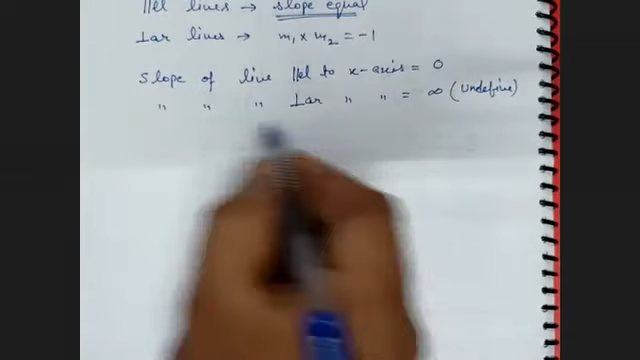 ||el lines → slope equal
⊥ar lines → m₁ × m₂ = -1
Slope of line ||el to x-axis = 0
" " " ⊥ar " " = ∞ (Undefine)